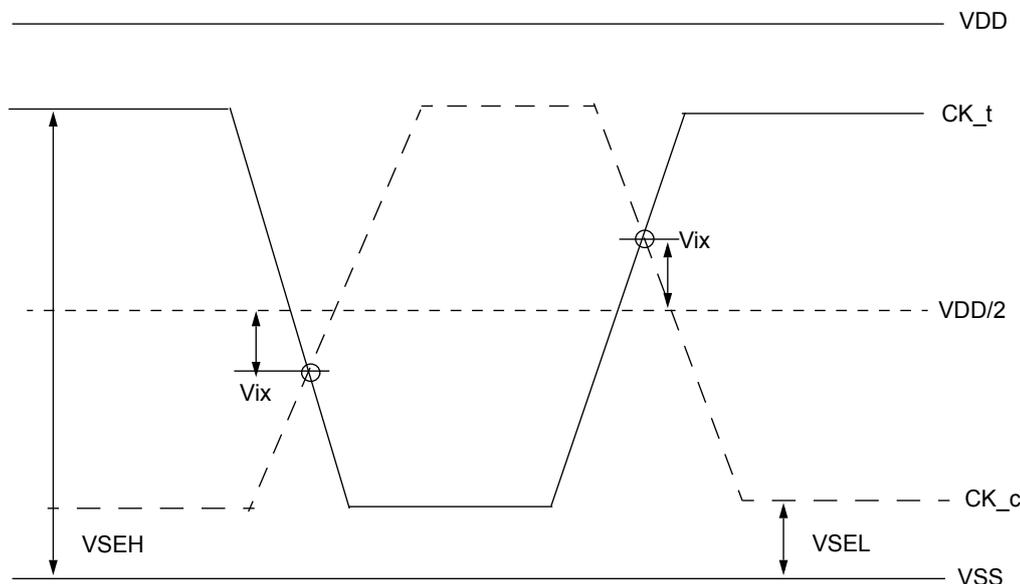 VDD
CK_t
Vix
VDD/2
Vix
CK_c
VSEH
VSEL
VSS